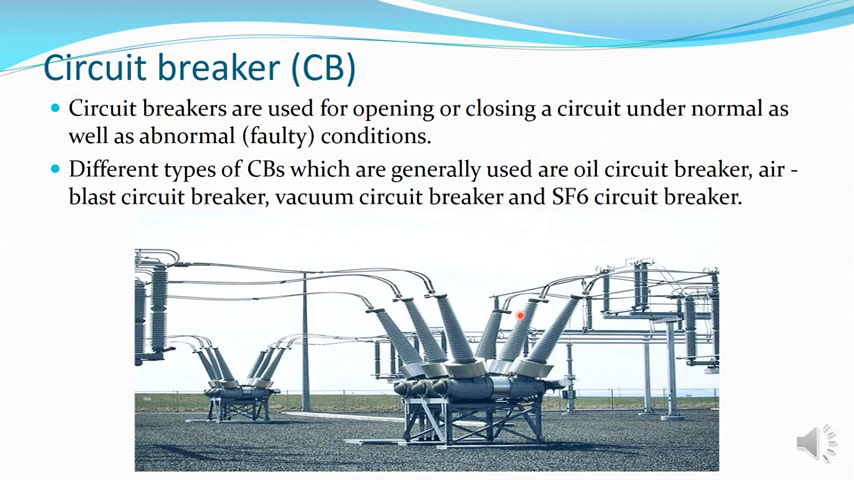 Circuit breaker (CB)
• Circuit breakers are used for opening or closing a circuit under normal as
well as abnormal (faulty) conditions.
• Different types of CBs which are generally used are oil circuit breaker, air -
blast circuit breaker, vacuum circuit breaker and SF6 circuit breaker.